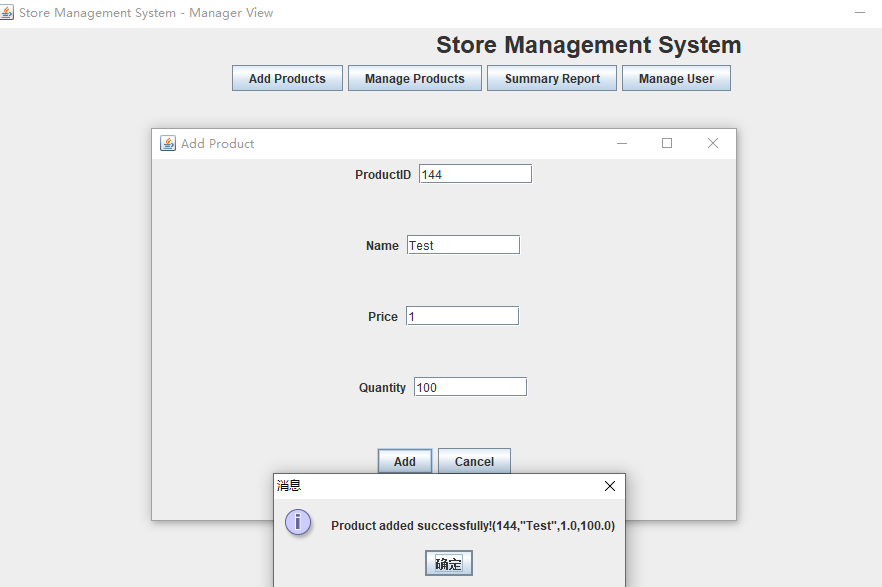 Store Management System - Manager View
Store Management System
Add Products Manage Products Summary Report Manage User
Add Product
ProductID 144
Name Test
Price 1
Quantity 100
Add Cancel
消息
Product added successfully!(144,"Test",1.0,100.0)
确定